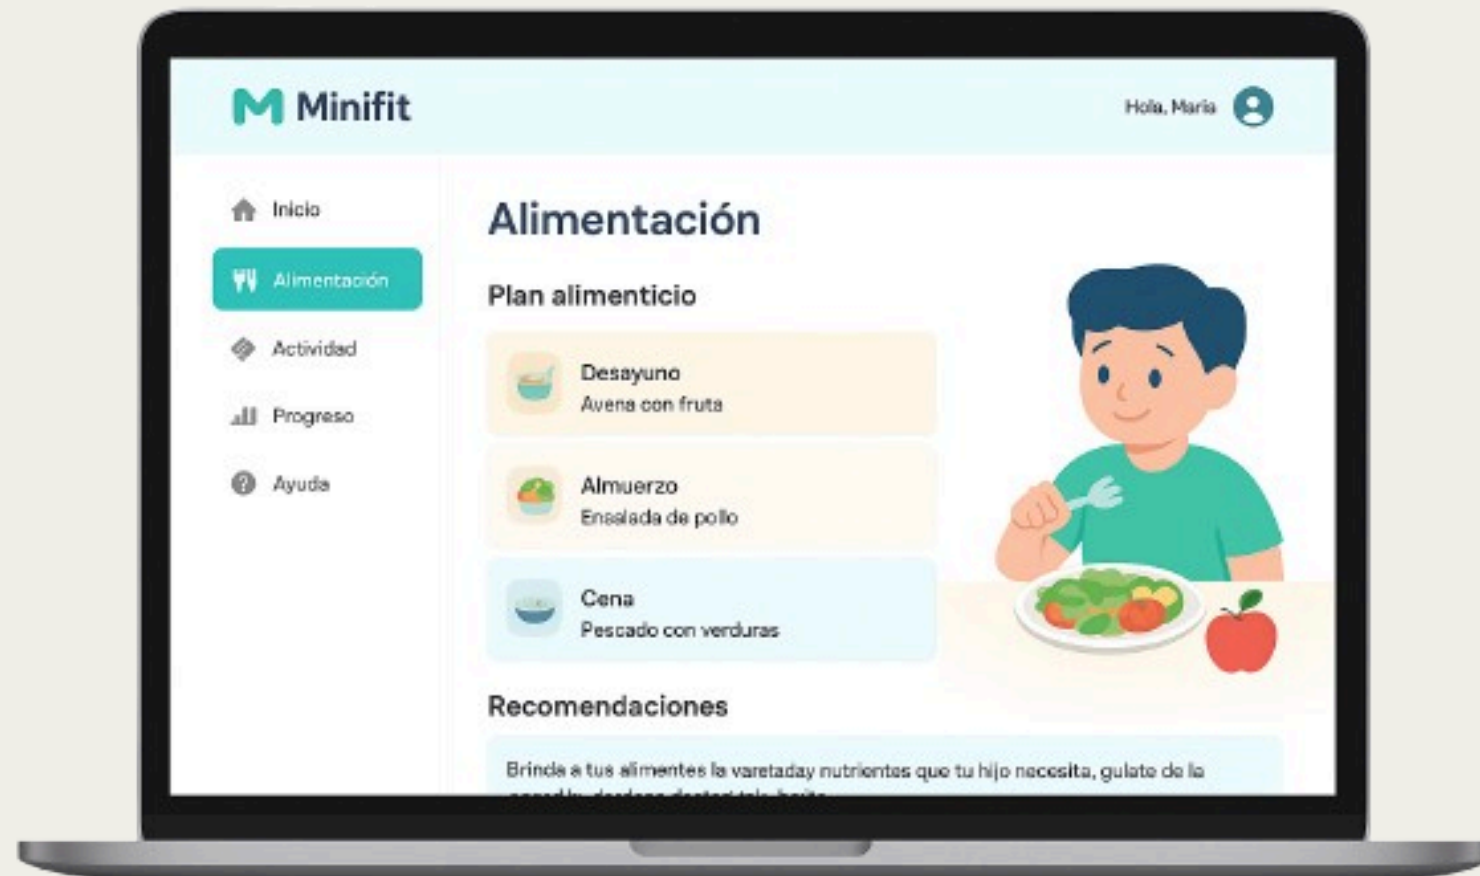 Minifit
Hola, Maria
Inicio
Alimentación
Actividad
Progreso
Ayuda
Alimentación
Plan alimenticio
Desayuno
Avena con fruta
Almuerzo
Ensalada de pollo
Cena
Pescado con verduras
Recomendaciones
Brinda a tus alimentes la varetaday nutrientes que tu hijo necesita, gulate de la